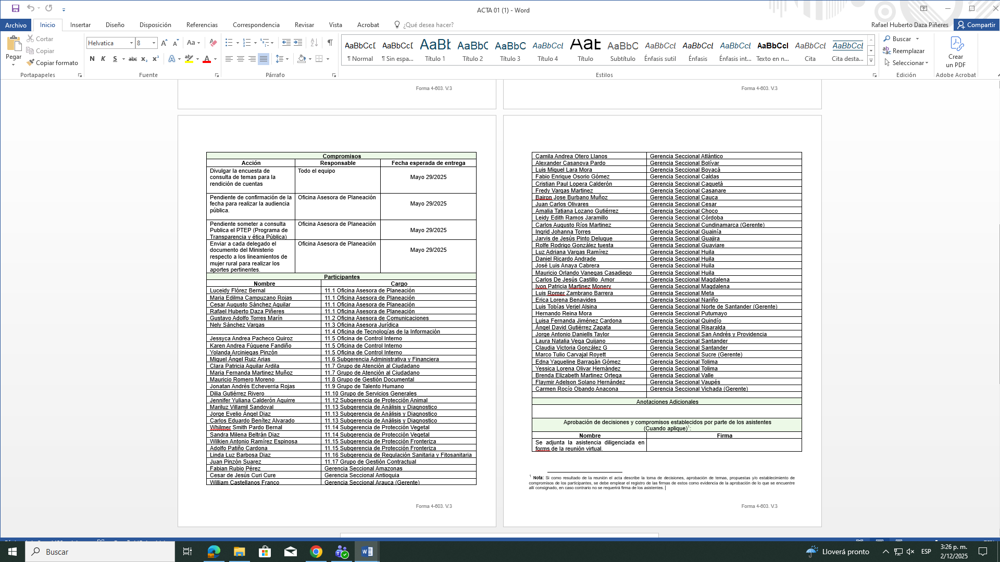 ACTA 01 (1) - Word
Archivo Inicio Insertar Diseño Disposición Referencias Correspondencia Revisar Vista Acrobat ¿Qué desea hacer? Rafael Huberto Daza Piñeres Compartir
Pegar
Cortar
Copiar
Copiar formato
Portapapeles
Helvatica 8
Fuente
Párrafo
AaBbCcI AaBbCcI AaBb AaBbC AaBbC AaBbCcI Aab AaBbC AaBbCcI AaBbCcI AaBbCcI AaBbCcI AaBbCcI AaBbCcI
¶ Normal ¶ Sin espa... Título 1 Título 2 Título 3 Título 4 Título Subtítulo Énfasis sutil Énfasis Énfasis int... Texto en n... Cita Cita desta...
Estilos
Buscar
Reemplazar
Seleccionar
Edición
Crear
un PDF
Adobe Acrobat
Forma 4-603. V.3
Forma 4-603. V.3
Compromisos
Acción Responsable Fecha esperada de entrega
Divulgar la encuesta de
consulta de temas para la
rendición de cuentas
Todo el equipo
Mayo 29/2025
Pendiente de confirmación de la
fecha para realizar la audiencia
pública.
Oficina Asesora de Planeación
Mayo 29/2025
Pendiente someter a consulta
Publica el PTEP (Programa de
Transparencia y ética Pública)
Oficina Asesora de Planeación
Mayo 29/2025
Enviar a cada delegado el
documento del Ministerio
respecto a los lineamientos de
mujer rural para realizar los
aportes pertinentes.
Oficina Asesora de Planeación
Mayo 29/2025
Participantes
Nombre Cargo
Luceidy Flórez Bernal 11.1 Oficina Asesora de Planeación
Maria Edilma Campuzano Rojas 11.1 Oficina Asesora de Planeación
Cesar Augusto Sánchez Aguilar 11.1 Oficina Asesora de Planeación
Rafael Huberto Daza Piñeres 11.1 Oficina Asesora de Planeación
Gustavo Adolfo Torres Marín 11.2 Oficina Asesora de Comunicaciones
Nely Sánchez Vargas 11.3 Oficina Asesora Jurídica
11.4 Oficina de Tecnologías de la Información
Jessyca Andrea Pacheco Quiroz 11.5 Oficina de Control Interno
Karen Andrea Fúquene Fandiño 11.5 Oficina de Control Interno
Yolanda Arciniegas Pinzón 11.5 Oficina de Control Interno
Miguel Ángel Ruiz Arias 11.6 Subgerencia Administrativa y Financiera
Clara Patricia Aguilar Ardila 11.7 Grupo de Atención al Ciudadano
Maria Fernanda Martinez Muñoz 11.7 Grupo de Atención al Ciudadano
Mauricio Romero Moreno 11.8 Grupo de Gestión Documental
Jonatan Andrés Echeverria Rojas 11.9 Grupo de Talento Humano
Dilia Gutiérrez Rivero 11.10 Grupo de Servicios Generales
Jennifer Yuliana Calderón Aguirre 11.12 Subgerencia de Protección Animal
Mariluz Villamil Sandoval 11.13 Subgerencia de Análisis y Diagnostico
Jorge Evelio Ángel Diaz 11.13 Subgerencia de Análisis y Diagnostico
Carlos Eduardo Benítez Alvarado 11.13 Subgerencia de Análisis y Diagnostico
Whilmer Smith Pardo Bernal 11.14 Subgerencia de Protección Vegetal
Sandra Milena Beltrán Diaz 11.14 Subgerencia de Protección Vegetal
Wilkien Antonio Ramírez Espinosa 11.15 Subgerencia de Protección Fronteriza
Adolfo Patiño Cardona 11.15 Subgerencia de Protección Fronteriza
Linda Luz Barbosa Diaz 11.16 Subgerencia de Regulación Sanitaria y Fitosanitaria
Juan Pinzón Suarez 11.17 Grupo de Gestión Contractual
Fabian Rubio Pérez Gerencia Seccional Amazonas
Cesar de Jesús Curi Cure Gerencia Seccional Antioquia
William Castellanos Franco Gerencia Seccional Arauca (Gerente)
Forma 4-603. V.3
Camila Andrea Otero Llanos Gerencia Seccional Atlántico
Alexander Casanova Pardo Gerencia Seccional Bolívar
Luis Miguel Lara Mora Gerencia Seccional Boyacá
Fabio Enrique Osorio Gómez Gerencia Seccional Caldas
Cristian Paul Lopera Calderón Gerencia Seccional Caquetá
Fredy Vargas Martinez Gerencia Seccional Casanare
Bairon Jose Burbano Muñoz Gerencia Seccional Cauca
Juan Carlos Olivares Gerencia Seccional Cesar
Amalia Tatiana Lozano Gutiérrez Gerencia Seccional Choco
Leidy Edith Ramos Jaramillo Gerencia Seccional Córdoba
Carlos Augusto Ríos Martinez Gerencia Seccional Cundinamarca (Gerente)
Ingrid Johanna Torres Gerencia Seccional Guainía
Jarvis de Jesús Pinto Deluque Gerencia Seccional Guajira
Rolfe Rodrigo González tuesta Gerencia Seccional Guaviare
Luz Adriana Vargas Ramírez Gerencia Seccional Huila
Daniel Ricardo Andrade Gerencia Seccional Huila
José Luis Anaya Cabrera Gerencia Seccional Huila
Mauricio Orlando Vanegas Casadiego Gerencia Seccional Huila
Carlos De Jesús Castillo Amor Gerencia Seccional Magdalena
Ivon Patricia Martinez Monery Gerencia Seccional Magdalena
Luis Romer Zambrano Barrera Gerencia Seccional Meta
Erica Lorena Benavides Gerencia Seccional Nariño
Luis Tobías Verjel Alsina Gerencia Seccional Norte de Santander (Gerente)
Hernando Reina Mora Gerencia Seccional Putumayo
Luisa Fernanda Jiménez Cardona Gerencia Seccional Quindío
Ángel David Gutiérrez Zapata Gerencia Seccional Risaralda
Jorge Antonio Daniells Taylor Gerencia Seccional San Andrés y Providencia
Laura Natalia Vega Quijano Gerencia Seccional Santander
Claudia Victoria González G Gerencia Seccional Santander
Marco Tulio Carvajal Royett Gerencia Seccional Sucre (Gerente)
Edna Yaqueline Barragán Gómez Gerencia Seccional Tolima
Yessica Lorena Olivar Hernández Gerencia Seccional Tolima
Brenda Elizabeth Martinez Ortega Gerencia Seccional Valle
Flaymir Adelson Solano Hernández Gerencia Seccional Vaupés
Carmen Rocío Obando Anacona Gerencia Seccional Vichada (Gerente)
Anotaciones Adicionales
Aprobación de decisiones y compromisos establecidos por parte de los asistentes
(Cuando aplique)1:
Nombre Firma
Se adjunta la asistencia diligenciada en
forms de la reunión virtual.
1 Nota: Si como resultado de la reunión el acta describe la toma de decisiones, aprobación de temas, propuestas y/o establecimiento de
compromisos de los participantes, se debe emplear el registro de las firmas de estos como evidencia de la aprobación de lo que se encuentre
allí consignado, en caso contrario no se requerirá firma de los asistentes.
Forma 4-603. V.3
Buscar
Lloverá pronto
ESP
3:26 p. m.
2/12/2025